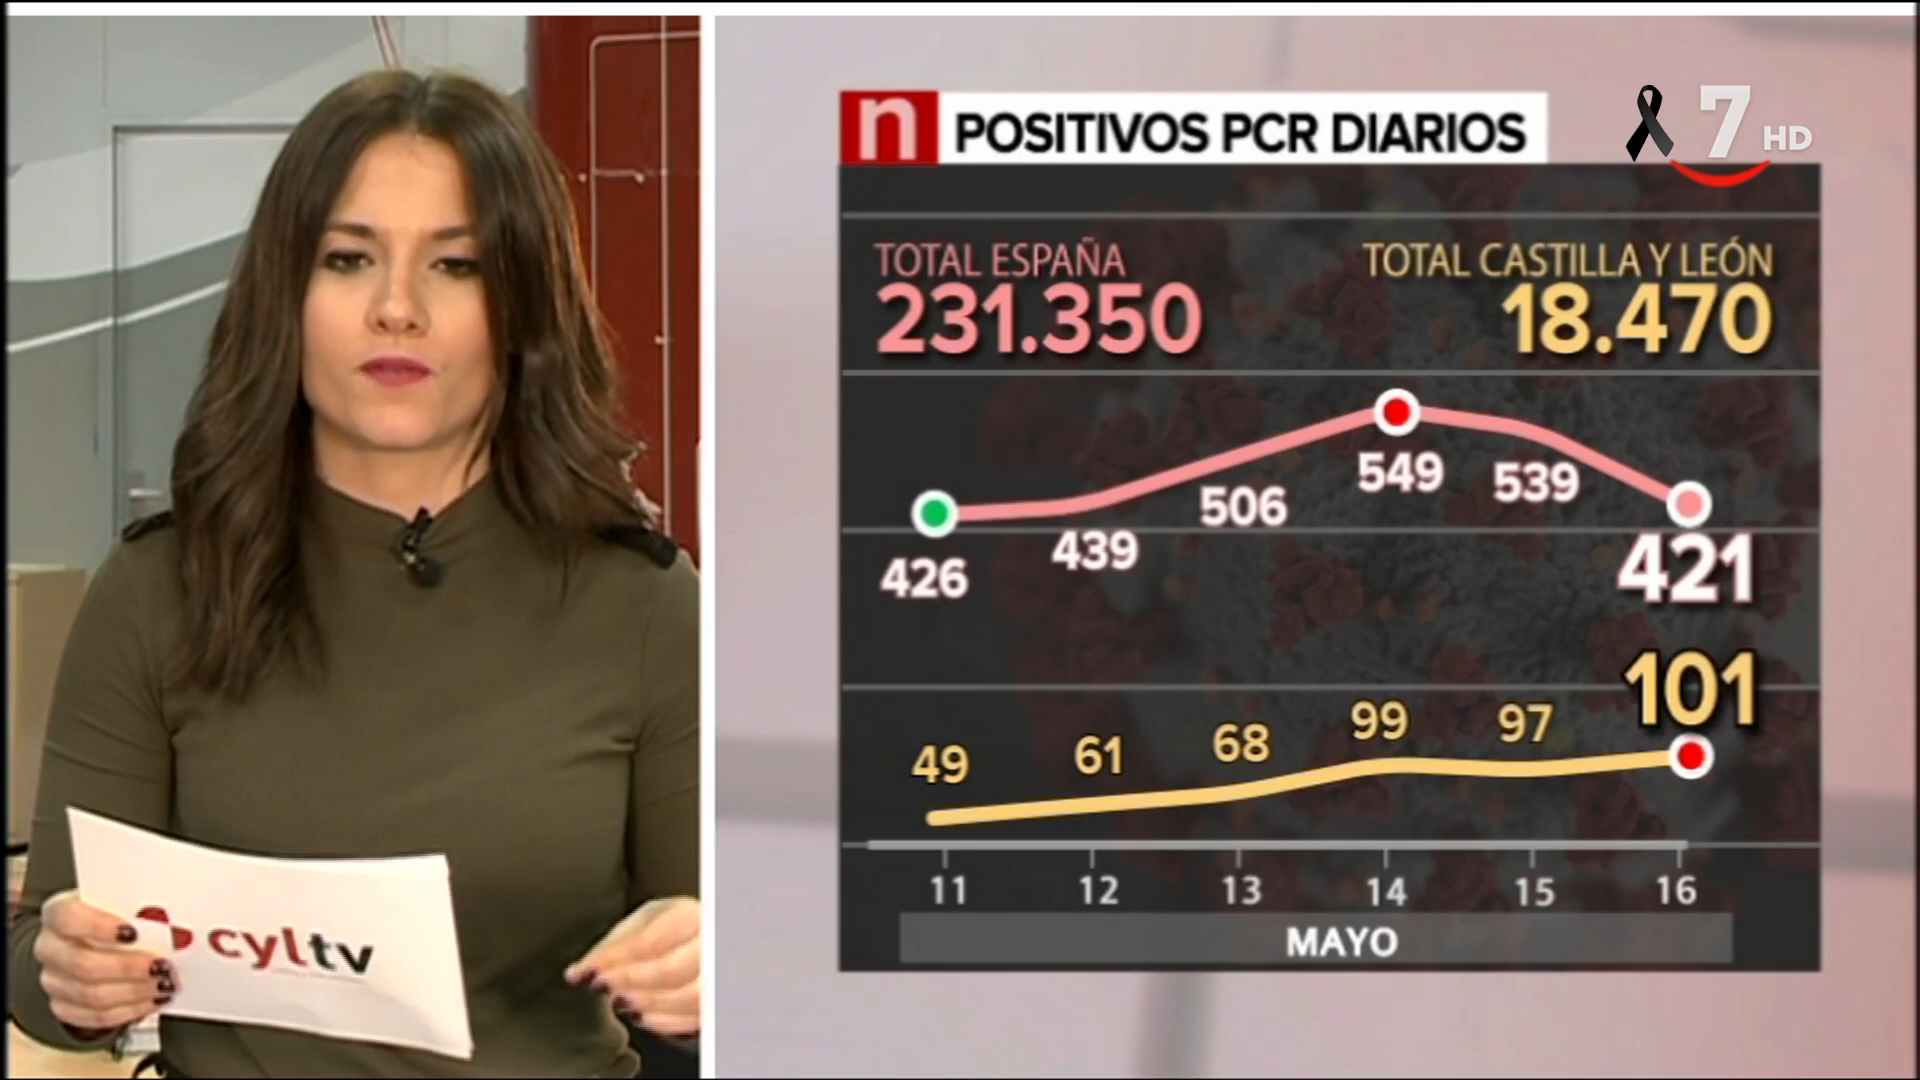 n POSITIVOS PCR DIARIOS
7 HD
TOTAL ESPAÑA
231.350
TOTAL CASTILLA Y LEÓN
18.470
426 439 506 549 539 421
49 61 68 99 97 101
11 12 13 14 15 16
MAYO
cyltv